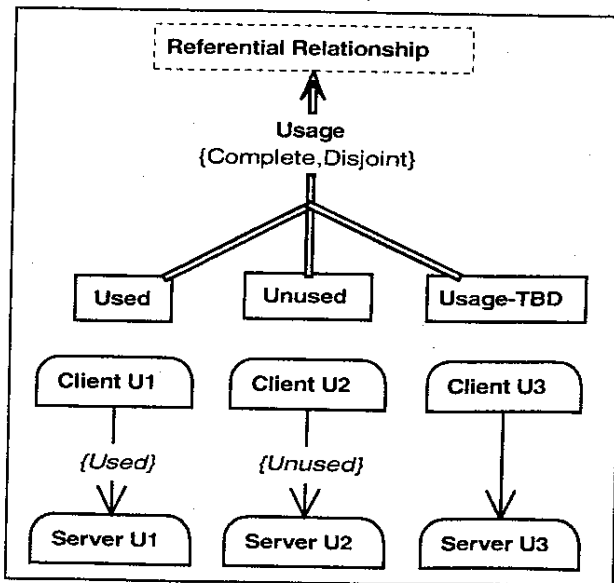 Referential Relationship
Usage
{Complete,Disjoint}
Used Unused Usage-TBD
Client U1 Client U2 Client U3
{Used} {Unused}
Server U1 Server U2 Server U3